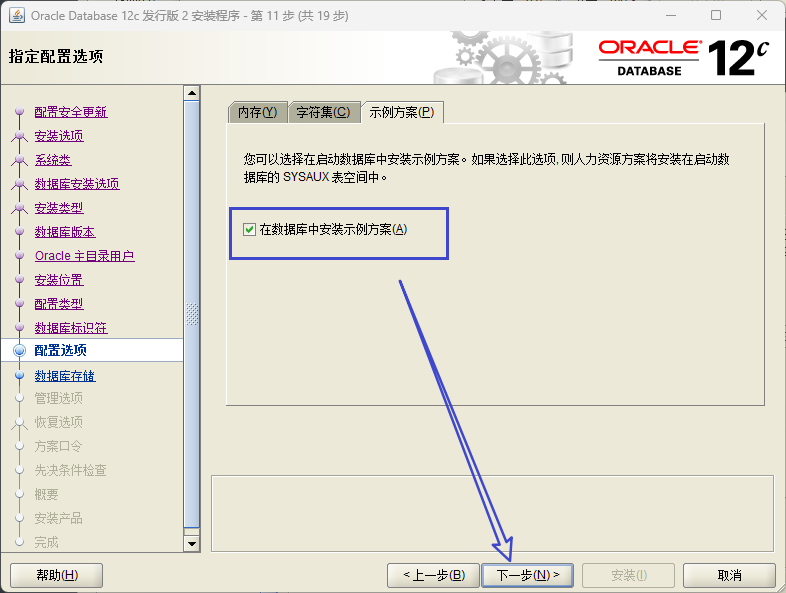 Oracle Database 12c 发行版 2 安装程序 - 第 11 步 (共 19 步)
指定配置选项
ORACLE
DATABASE
12c
配置安全更新
安装选项
系统类
数据库安装选项
安装类型
数据库版本
Oracle 主目录用户
安装位置
配置类型
数据库标识符
配置选项
数据库存储
管理选项
恢复选项
方案口令
先决条件检查
概要
安装产品
完成
内存(Y) 字符集(C) 示例方案(P)
您可以选择在启动数据库中安装示例方案。如果选择此选项, 则人力资源方案将安装在启动数
据库的 SYSAUX 表空间中。
在数据库中安装示例方案(A)
帮助(H) < 上一步(B) 下一步(N) > 安装(I) 取消